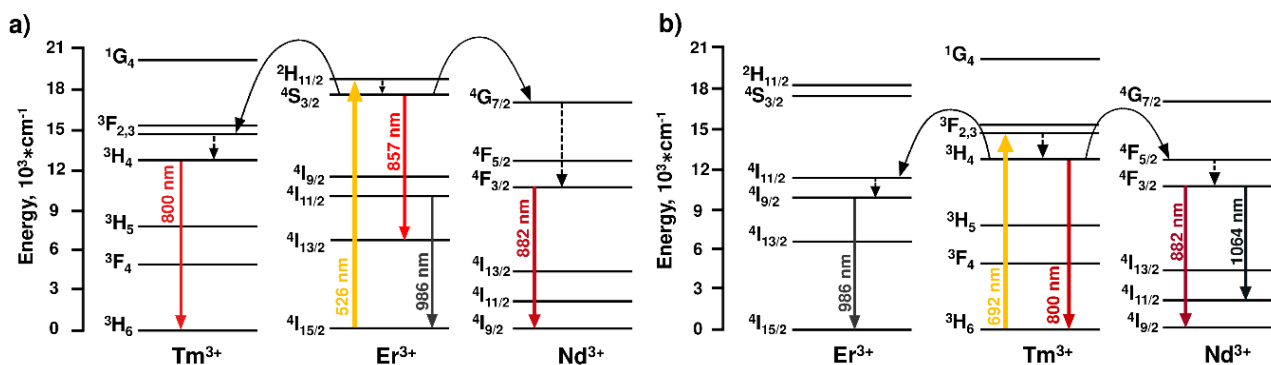 a)
Energy, 10³*cm⁻¹
21
18
15
12
9
6
3
0
¹G₄
³F₂,₃
³H₄
³H₅
³F₄
³H₆
800 nm
Tm³⁺
²H₁₁/₂
⁴S₃/₂
⁴I₉/₂
⁴I₁₁/₂
⁴I₁₃/₂
⁴I₁₅/₂
526 nm
857 nm
986 nm
Er³⁺
⁴G₇/₂
⁴F₅/₂
⁴F₃/₂
⁴I₁₃/₂
⁴I₁₁/₂
⁴I₉/₂
882 nm
Nd³⁺
b)
Energy, 10³*cm⁻¹
21
18
15
12
9
6
3
0
²H₁₁/₂
⁴S₃/₂
⁴I₁₁/₂
⁴I₉/₂
⁴I₁₃/₂
⁴I₁₅/₂
986 nm
Er³⁺
¹G₄
³F₂,₃
³H₄
³H₅
³F₄
³H₆
692 nm
800 nm
Tm³⁺
⁴G₇/₂
⁴F₅/₂
⁴F₃/₂
⁴I₁₃/₂
⁴I₁₁/₂
⁴I₉/₂
882 nm
1064 nm
Nd³⁺